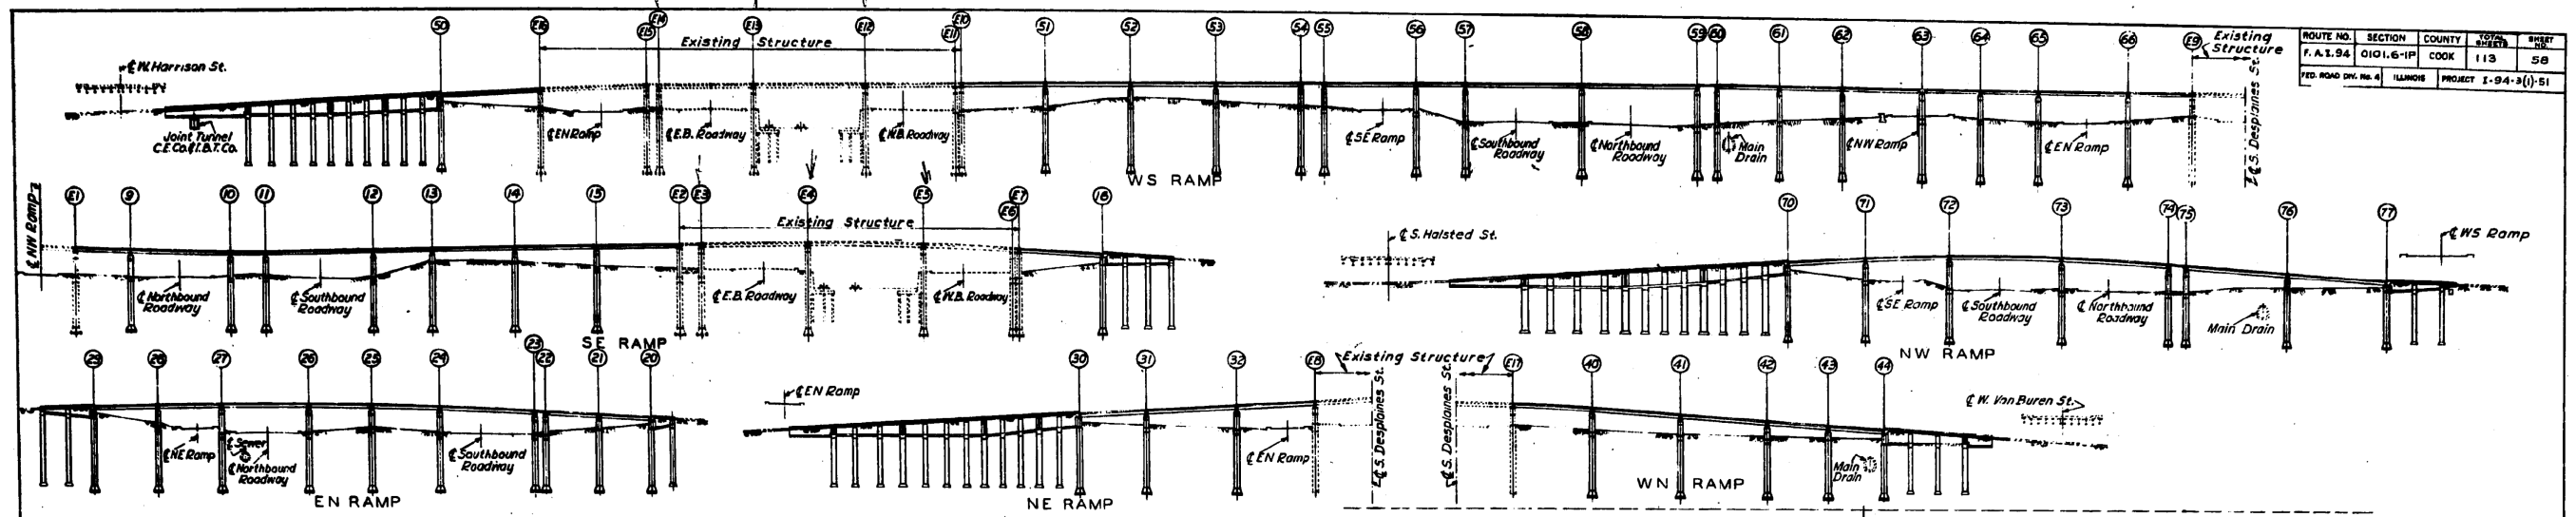 50 E16 E15 E14 E13 E12 E11 E10 51 52 53 54 55 56 57 58 59 60 61 62 63 64 65 66 E9
Existing Structure
Existing
Structure
ROUTE NO. SECTION COUNTY TOTAL SHEETS SHEET NO.
F.A.I.94 0101.6-1P COOK 113 58
FED. ROAD DIV. No. 4 ILLINOIS PROJECT I-94-3(1)-51
℄ W. Harrison St.
Joint Tunnel
C.E.Co.& I.B.T.Co.
℄ EN Ramp
℄ E.B. Roadway
℄ W.B. Roadway
℄ SE Ramp
℄ Southbound
Roadway
℄ Northbound
Roadway
Main
Drain
℄ NW Ramp
℄ EN Ramp
℄ S. Desplaines St.
WS RAMP
℄ NW Ramp
E1 9 10 11 12 13 14 15 E2 E3 E4 E5 E6 E7 18
Existing Structure
℄ Northbound
Roadway
℄ Southbound
Roadway
℄ E.B. Roadway
℄ W.B. Roadway
SE RAMP
70 71 72 73 74 75 76 77
℄ S. Halsted St.
℄ WS Ramp
℄ SE Ramp
℄ Southbound
Roadway
℄ Northbound
Roadway
Main Drain
NW RAMP
29 28 27 26 25 24 23 22 21 20
℄ NE Ramp
℄ Sewer
℄ Northbound
Roadway
℄ Southbound
Roadway
EN RAMP
30 31 32 E8
℄ EN Ramp
℄ EN Ramp
Existing Structure
℄ S. Desplaines St.
NE RAMP
℄ S. Desplaines St.
E17 40 41 42 43 44
℄ W. Van Buren St.
Main
Drain
WN RAMP